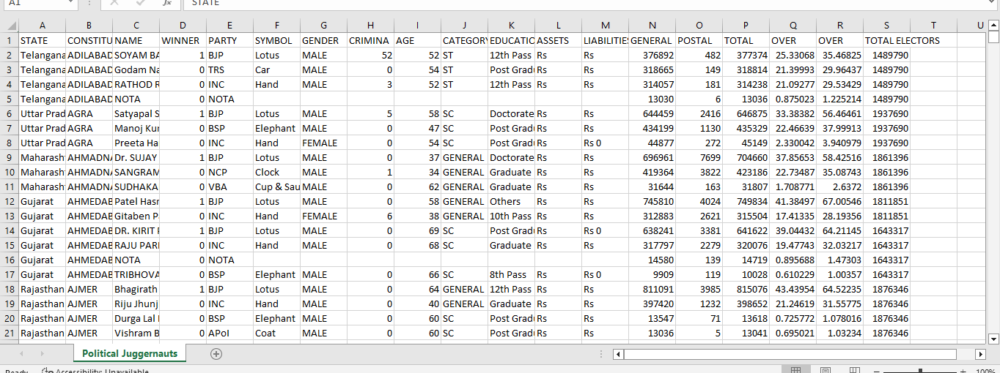 A1 fx STATE
A B C D E F G H I J K L M N O P Q R S T U
1 STATE CONSTITU NAME WINNER PARTY SYMBOL GENDER CRIMINA AGE CATEGORY EDUCATIC ASSETS LIABILITIES GENERAL POSTAL TOTAL OVER OVER TOTAL ELECTORS
2 Telangana ADILABAD SOYAM BA 1 BJP Lotus MALE 52 52 ST 12th Pass Rs Rs 376892 482 377374 25.33068 35.46825 1489790
3 Telangana ADILABAD Godam Na 0 TRS Car MALE 0 54 ST Post Grad Rs Rs 318665 149 318814 21.39993 29.96437 1489790
4 Telangana ADILABAD RATHOD R 0 INC Hand MALE 3 52 ST 12th Pass Rs Rs 314057 181 314238 21.09277 29.53429 1489790
5 Telangana ADILABAD NOTA 0 NOTA 13030 6 13036 0.875023 1.225214 1489790
6 Uttar Prad AGRA Satyapal S 1 BJP Lotus MALE 5 58 SC Doctorate Rs Rs 644459 2416 646875 33.38382 56.46461 1937690
7 Uttar Prad AGRA Manoj Kur 0 BSP Elephant MALE 0 47 SC Post Grad Rs Rs 434199 1130 435329 22.46639 37.99913 1937690
8 Uttar Prad AGRA Preeta Ha 0 INC Hand FEMALE 0 54 SC Post Grad Rs Rs 0 44877 272 45149 2.330042 3.940979 1937690
9 Maharash AHMADNA Dr. SUJAY 1 BJP Lotus MALE 0 37 GENERAL Doctorate Rs Rs 696961 7699 704660 37.85653 58.42516 1861396
10 Maharash AHMADNA SANGRAM 0 NCP Clock MALE 1 34 GENERAL Graduate Rs Rs 419364 3822 423186 22.73487 35.08743 1861396
11 Maharash AHMADNA SUDHAKA 0 VBA Cup & Sau MALE 0 62 GENERAL Graduate Rs Rs 31644 163 31807 1.708771 2.6372 1861396
12 Gujarat AHMEDAB Patel Hasr 1 BJP Lotus MALE 0 58 GENERAL Others Rs Rs 745810 4024 749834 41.38497 67.00546 1811851
13 Gujarat AHMEDAB Gitaben P 0 INC Hand FEMALE 6 38 GENERAL 10th Pass Rs Rs 312883 2621 315504 17.41335 28.19356 1811851
14 Gujarat AHMEDAB DR. KIRIT 1 BJP Lotus MALE 0 69 SC Post Grad Rs Rs 0 638241 3381 641622 39.04432 64.21145 1643317
15 Gujarat AHMEDAB RAJU PAR 0 INC Hand MALE 0 68 SC Graduate Rs Rs 317797 2279 320076 19.47743 32.03217 1643317
16 Gujarat AHMEDAB NOTA 0 NOTA 14580 139 14719 0.895688 1.47303 1643317
17 Gujarat AHMEDAB TRIBHOVA 0 BSP Elephant MALE 0 66 SC 8th Pass Rs Rs 0 9909 119 10028 0.610229 1.00357 1643317
18 Rajasthan AJMER Bhagirath 1 BJP Lotus MALE 0 64 GENERAL 12th Pass Rs Rs 811091 3985 815076 43.43954 64.52235 1876346
19 Rajasthan AJMER Riju Jhunj 0 INC Hand MALE 0 40 GENERAL Graduate Rs Rs 397420 1232 398652 21.24619 31.55775 1876346
20 Rajasthan AJMER Durga Lal 0 BSP Elephant MALE 0 60 SC Post Grad Rs Rs 13547 71 13618 0.725772 1.078016 1876346
21 Rajasthan AJMER Vishram B 0 APoI Coat MALE 0 60 SC Post Grad Rs Rs 13036 5 13041 0.695021 1.03234 1876346
Political Juggernauts
Ready Accessibility: Unavailable 100%